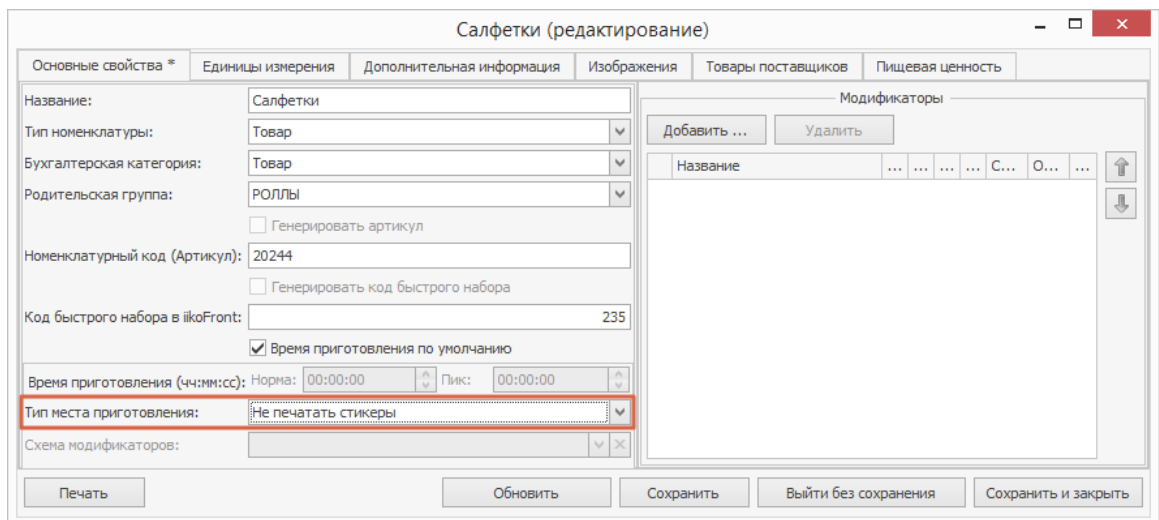 Салфетки (редактирование)
Основные свойства * Единицы измерения Дополнительная информация Изображения Товары поставщиков Пищевая ценность
Название: Салфетки
Тип номенклатуры: Товар
Бухгалтерская категория: Товар
Родительская группа: РОЛЛЫ
Генерировать артикул
Номенклатурный код (Артикул): 20244
Генерировать код быстрого набора
Код быстрого набора в iikoFront: 235
Время приготовления по умолчанию
Время приготовления (чч:мм:сс): Норма: 00:00:00 Пик: 00:00:00
Тип места приготовления: Не печатать стикеры
Схема модификаторов:
Модификаторы
Добавить ... Удалить
Название ... ... ... ... С... О... ...
Печать Обновить Сохранить Выйти без сохранения Сохранить и закрыть